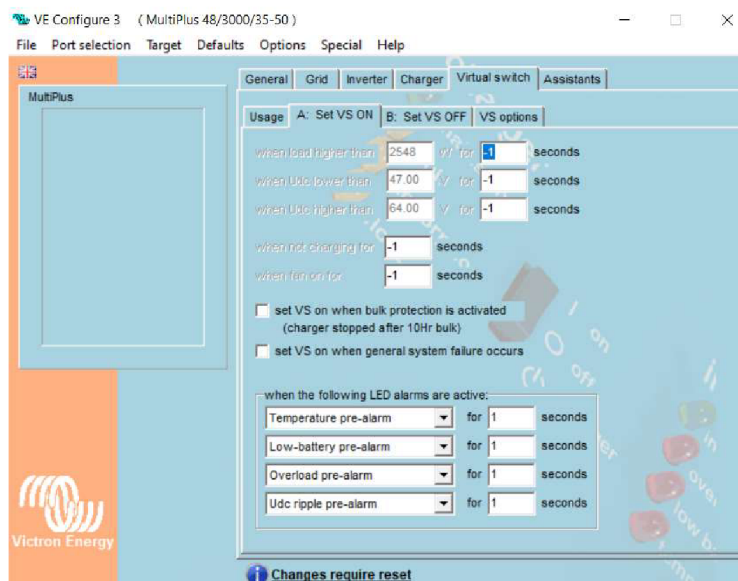 VE Configure 3 ( MultiPlus 48/3000/35-50 )
File Port selection Target Defaults Options Special Help
General Grid Inverter Charger Virtual switch Assistants
MultiPlus
Usage A: Set VS ON B: Set VS OFF VS options
when load higher than 2548 W for -1 seconds
when Udc lower than 47.00 V for -1 seconds
when Udc higher than 64.00 V for -1 seconds
when not charging for -1 seconds
when fan on for -1 seconds
set VS on when bulk protection is activated
(charger stopped after 10Hr bulk)
set VS on when general system failure occurs
when the following LED alarms are active:
Temperature pre-alarm for 1 seconds
Low-battery pre-alarm for 1 seconds
Overload pre-alarm for 1 seconds
Udc ripple pre-alarm for 1 seconds
Victron Energy
Changes require reset
on
off